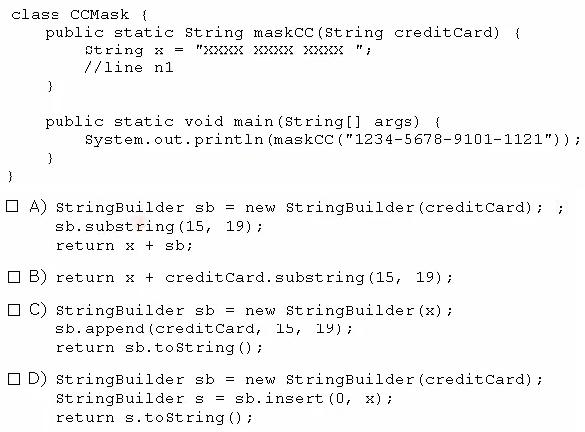 class CCMask {
public static String maskCC(String creditCard) {
String x = "XXXX XXXX XXXX ";
//line n1
}
public static void main(String[] args) {
System.out.println(maskCC("1234-5678-9101-1121"));
}
}
A) StringBuilder sb = new StringBuilder(creditCard); ;
sb.substring(15, 19);
return x + sb;
B) return x + creditCard.substring(15, 19);
C) StringBuilder sb = new StringBuilder(x);
sb.append(creditCard, 15, 19);
return sb.toString();
D) StringBuilder sb = new StringBuilder(creditCard);
StringBuilder s = sb.insert(0, x);
return s.toString();